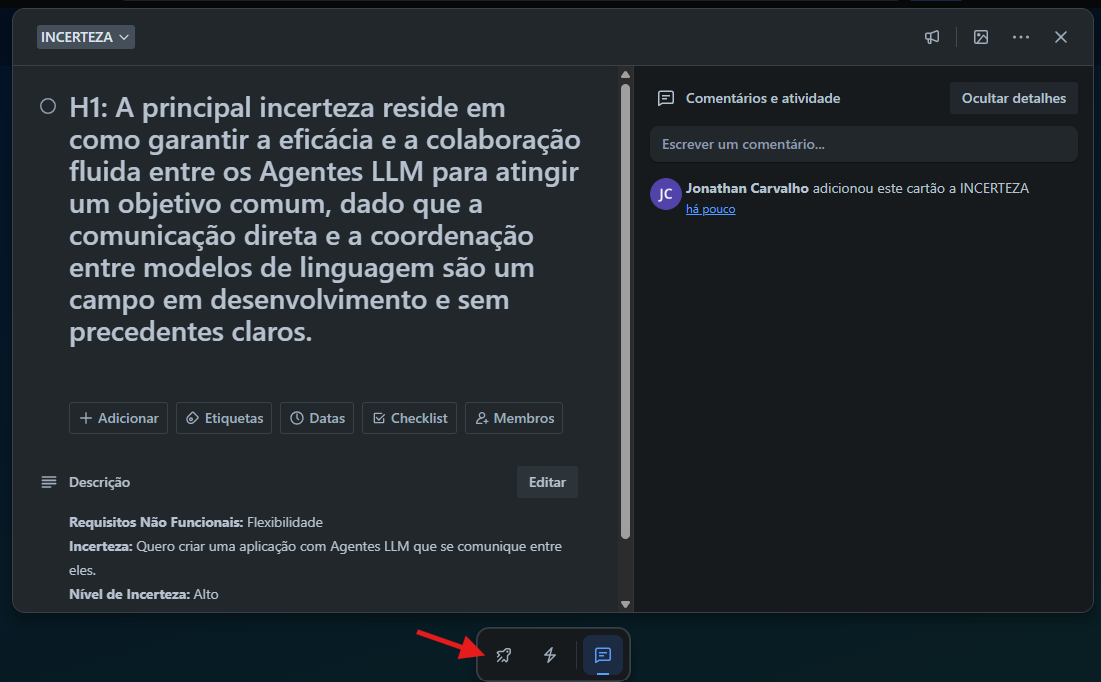 INCERTEZA
H1: A principal incerteza reside em
como garantir a eficácia e a colaboração
fluida entre os Agentes LLM para atingir
um objetivo comum, dado que a
comunicação direta e a coordenação
entre modelos de linguagem são um
campo em desenvolvimento e sem
precedentes claros.
Adicionar
Etiquetas
Datas
Checklist
Membros
Descrição
Editar
Requisitos Não Funcionais: Flexibilidade
Incerteza: Quero criar uma aplicação com Agentes LLM que se comunique entre
eles.
Nível de Incerteza: Alto
Comentários e atividade
Ocultar detalhes
Escrever um comentário...
JC
Jonathan Carvalho adicionou este cartão a INCERTEZA
há pouco